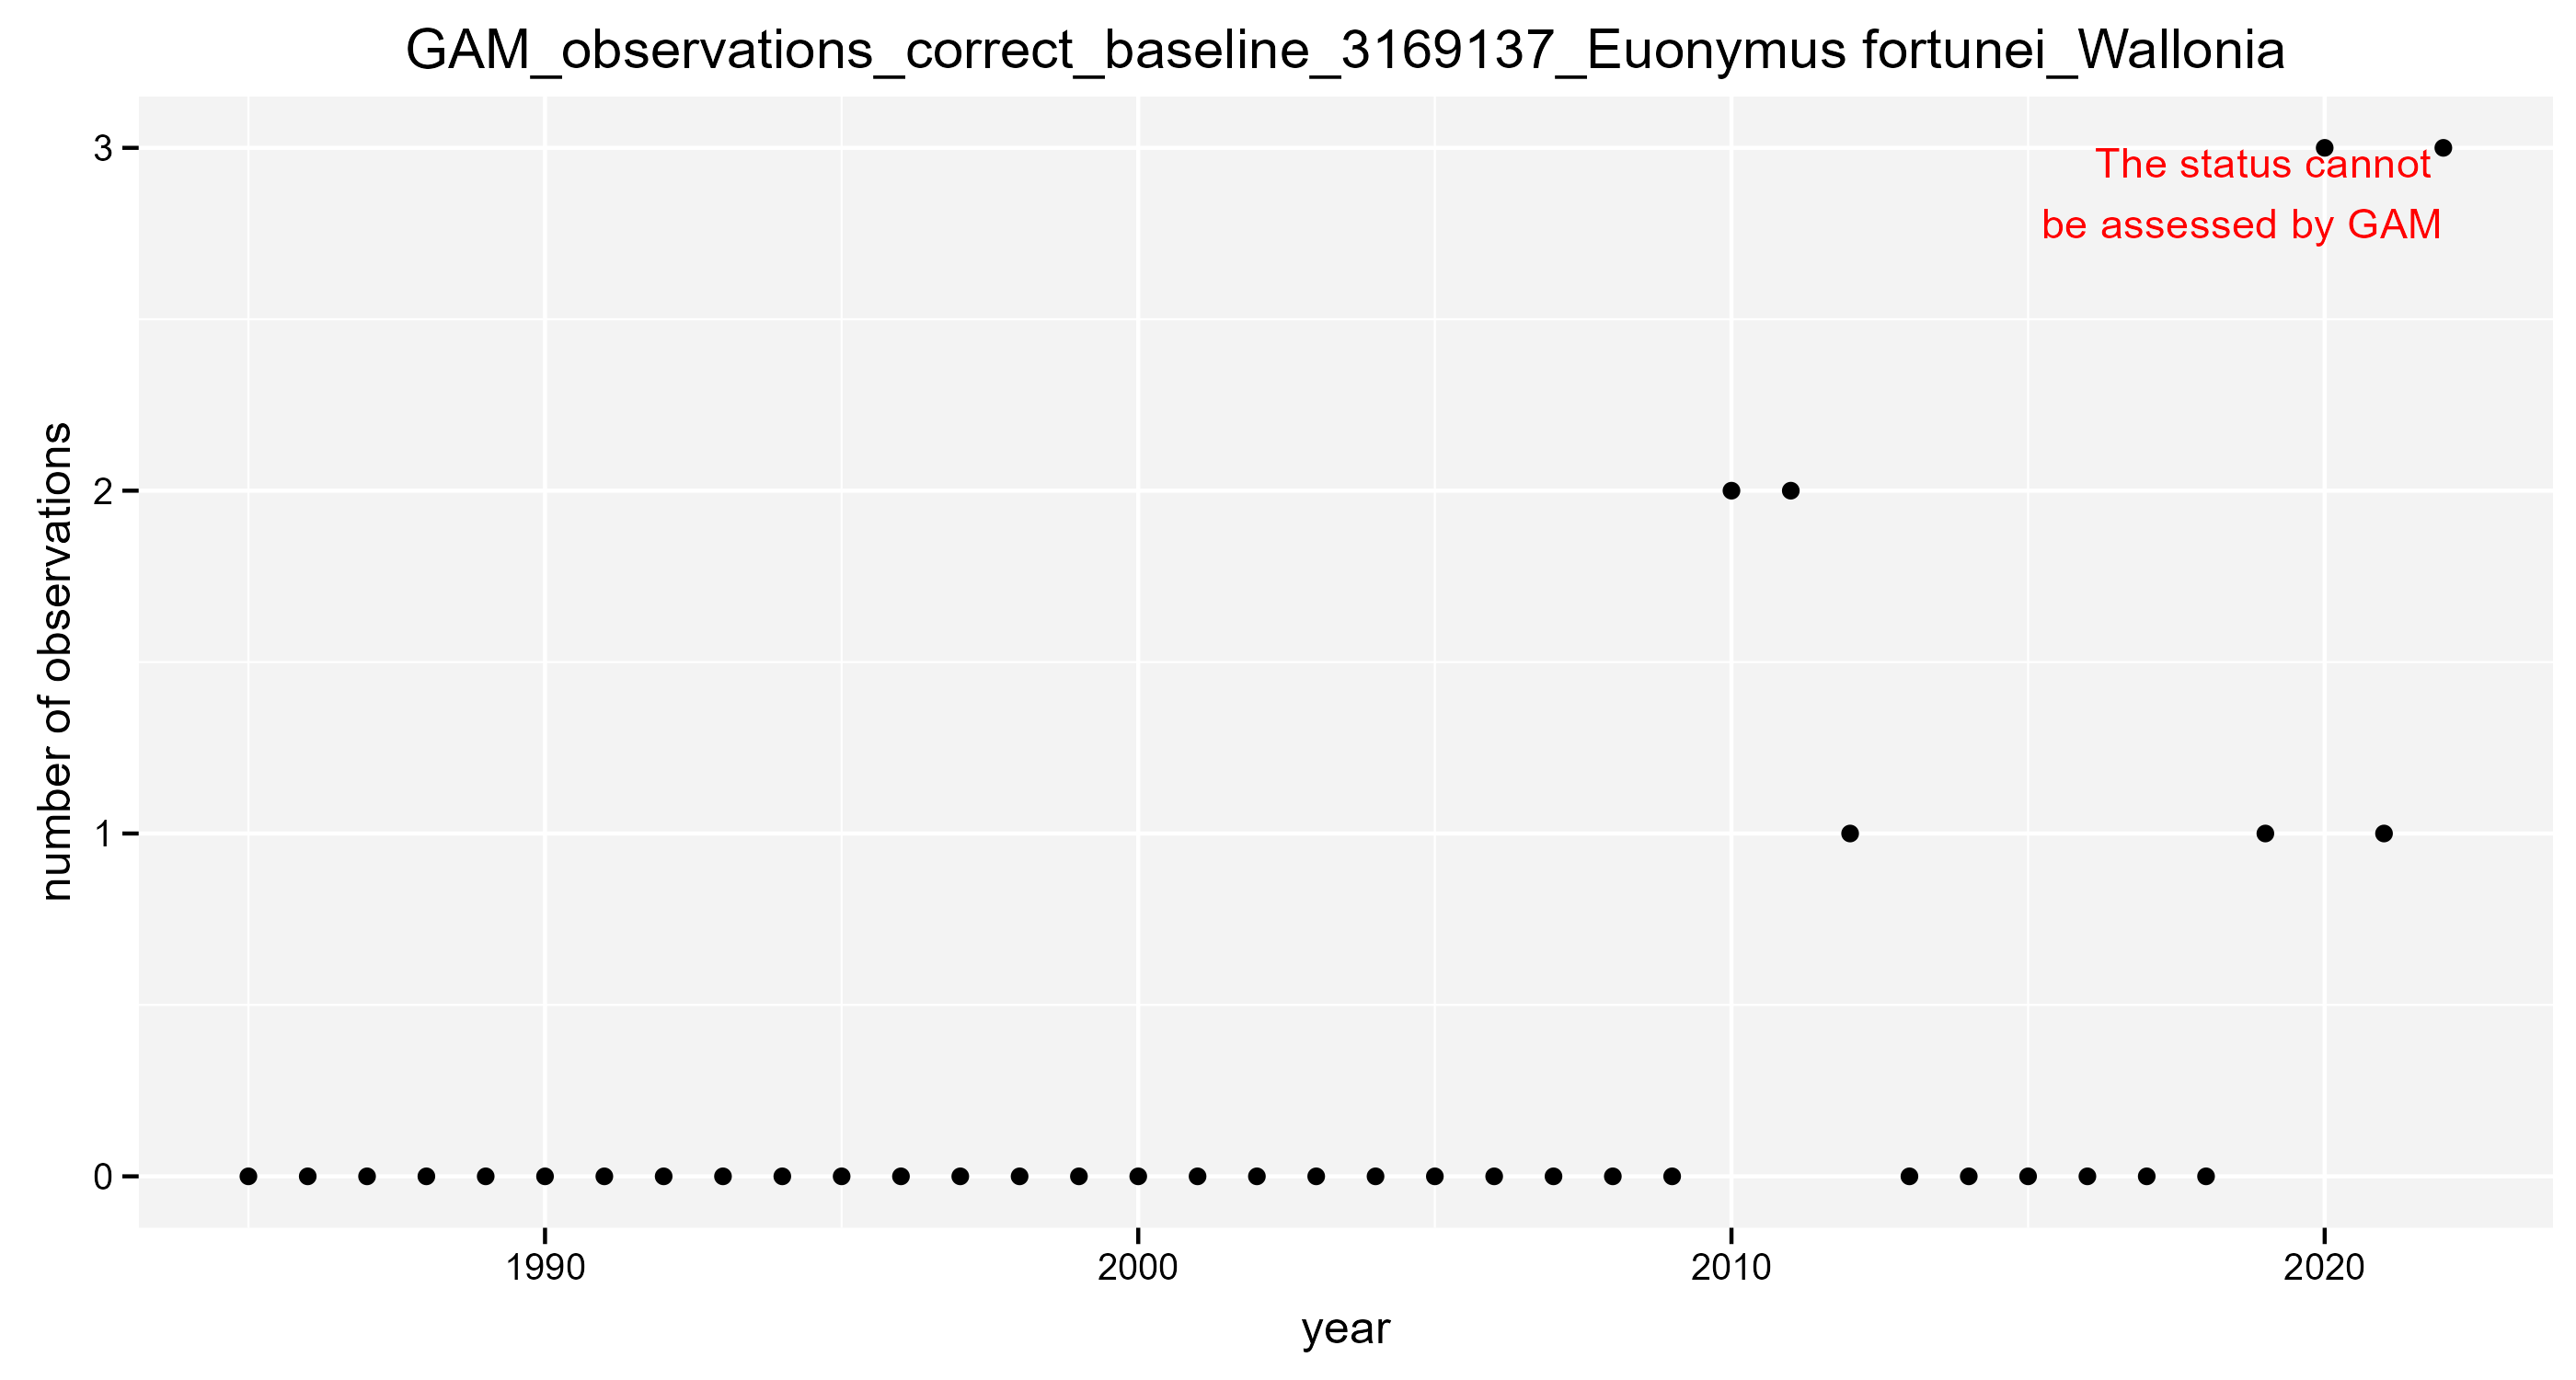 GAM_observations_correct_baseline_3169137_Euonymus fortunei_Wallonia
3
The status cannot
be assessed by GAM
2
number of observations
1
0
1990 2000 2010 2020
year